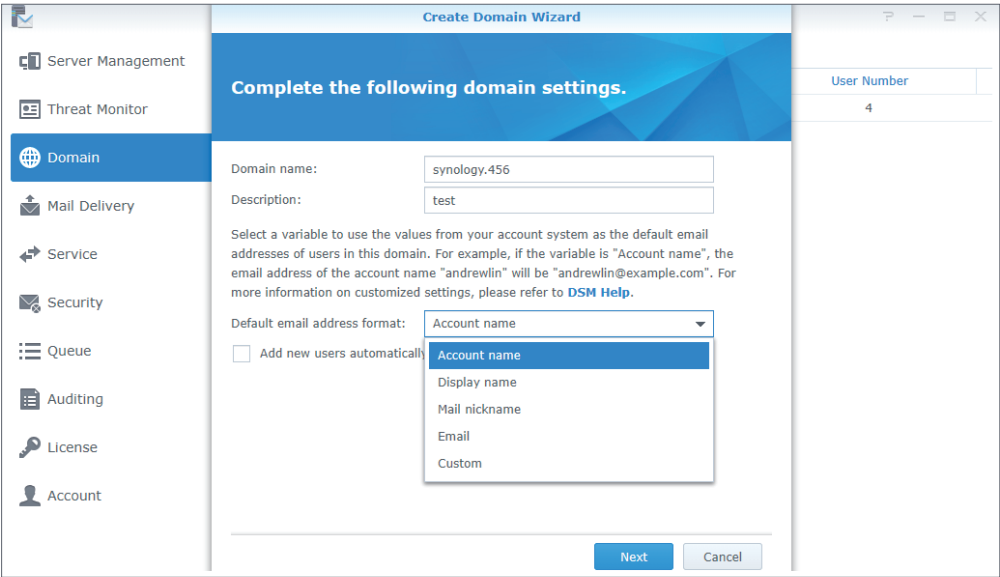 Create Domain Wizard
Server Management
Threat Monitor
Domain
Mail Delivery
Service
Security
Queue
Auditing
License
Account
Complete the following domain settings.
Domain name:
synology.456
Description:
test
Select a variable to use the values from your account system as the default email
addresses of users in this domain. For example, if the variable is "Account name", the
email address of the account name "andrewlin" will be "andrewlin@example.com". For
more information on customized settings, please refer to DSM Help.
Default email address format:
Account name
Add new users automatically
Account name
Display name
Mail nickname
Email
Custom
Next
Cancel
User Number
4